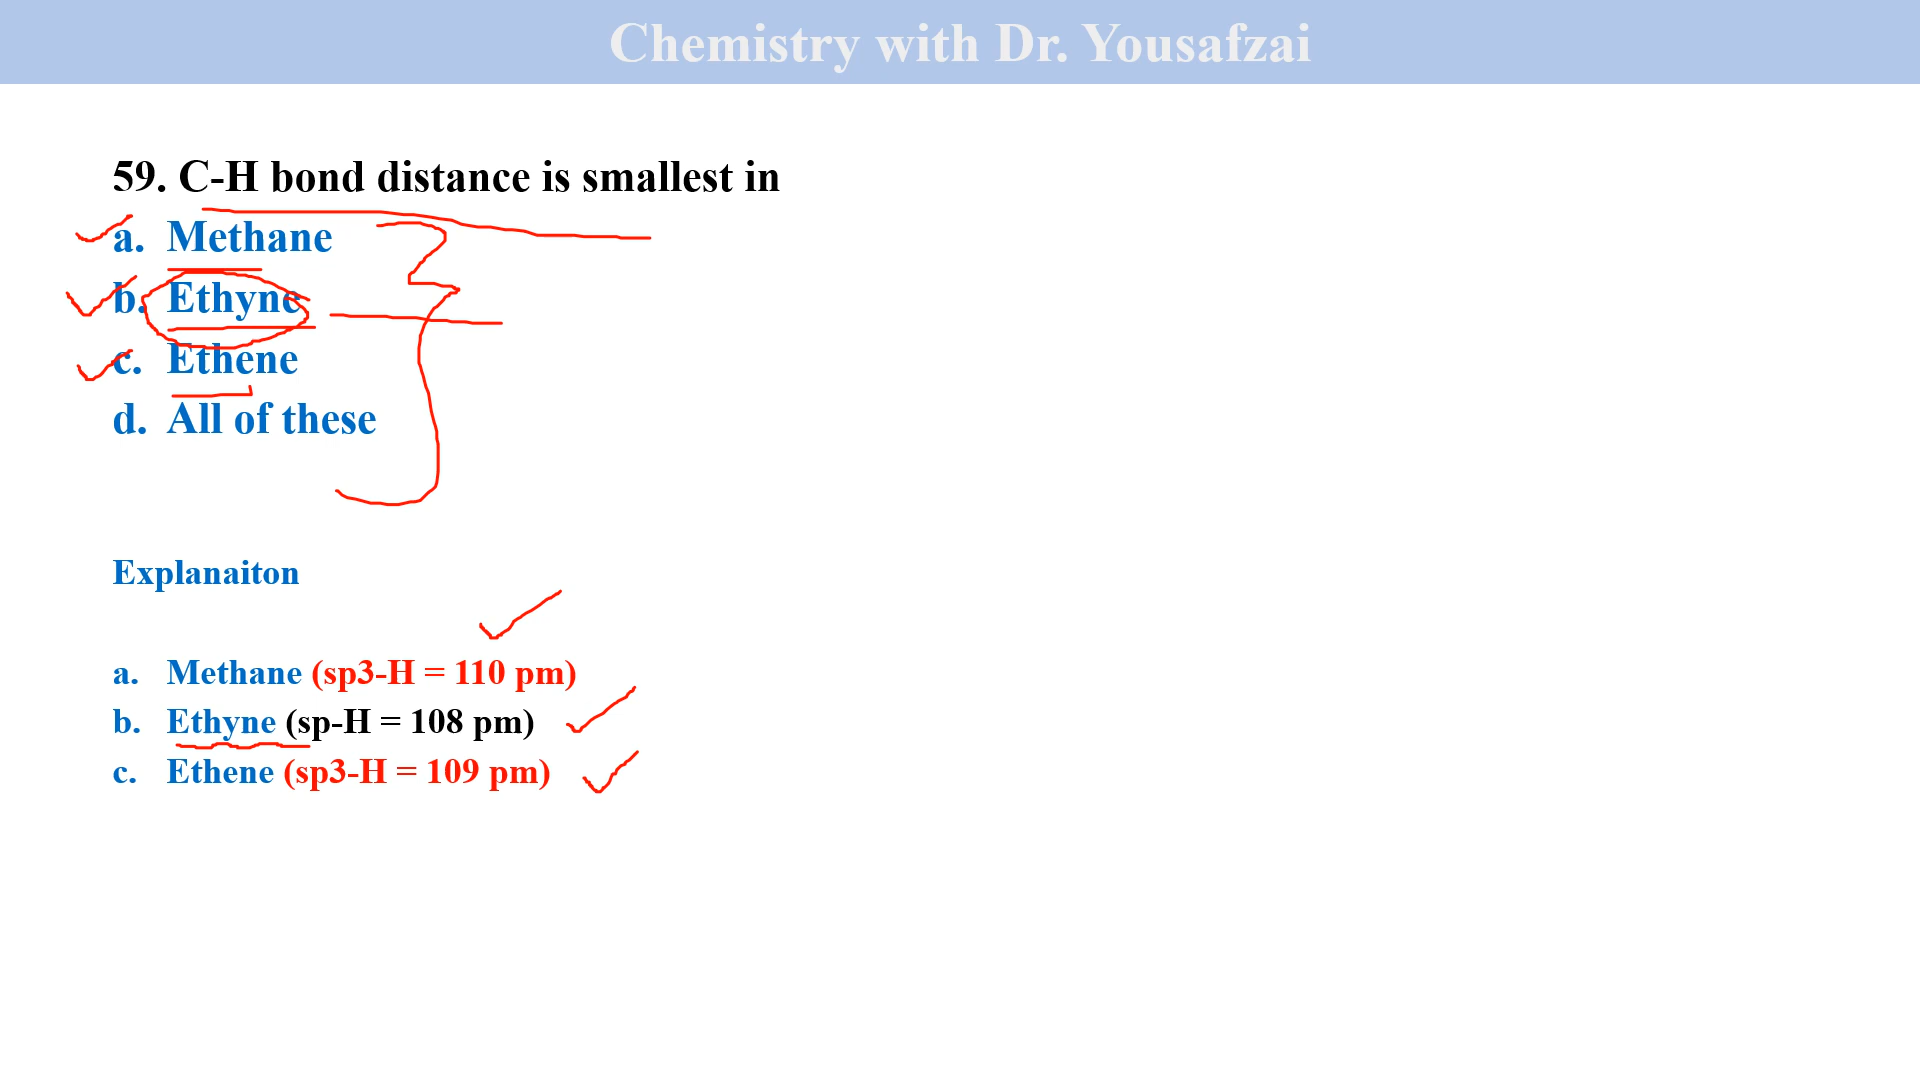 Chemistry with Dr. Yousafzai
59. C-H bond distance is smallest in
a. Methane
b. Ethyne
c. Ethene
d. All of these
Explanaiton
a. Methane (sp3-H = 110 pm)
b. Ethyne (sp-H = 108 pm)
c. Ethene (sp3-H = 109 pm)